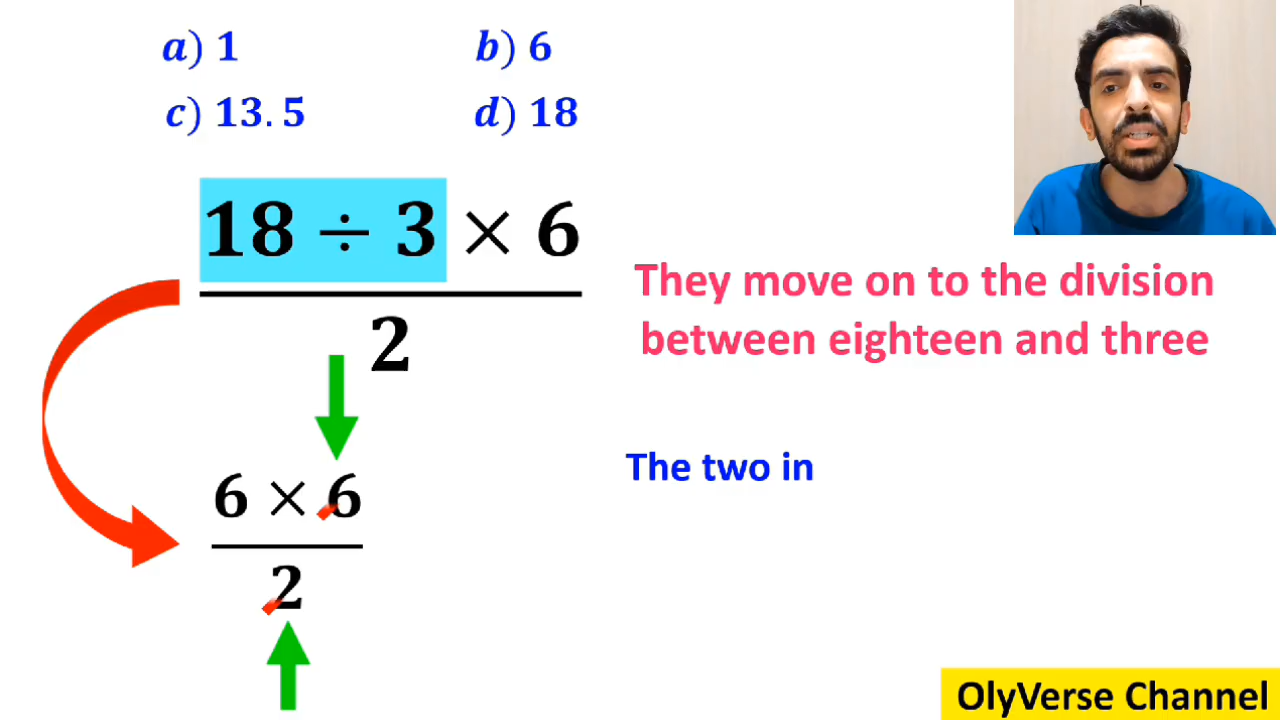 a) 1 b) 6
c) 13.5 d) 18
18 ÷ 3 × 6
2
They move on to the division
between eighteen and three
The two in
6 × 6
2
OlyVerse Channel